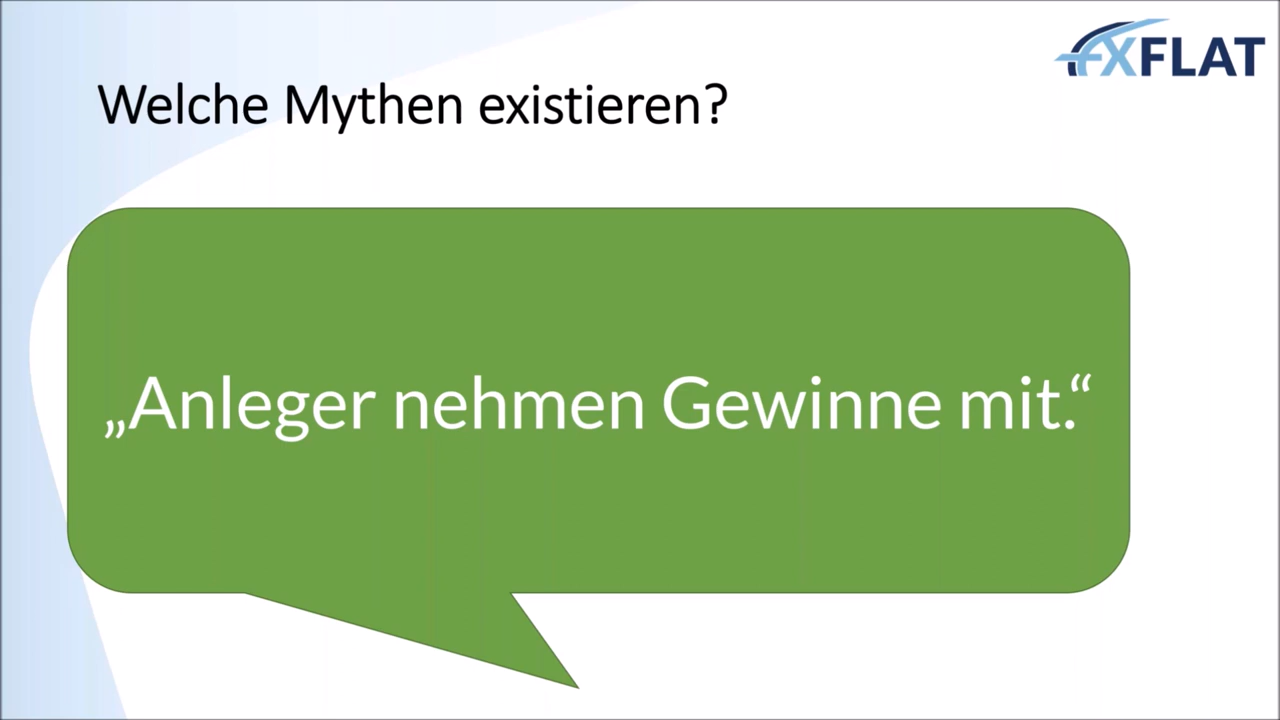 FXFLAT
Welche Mythen existieren?
„Anleger nehmen Gewinne mit.“